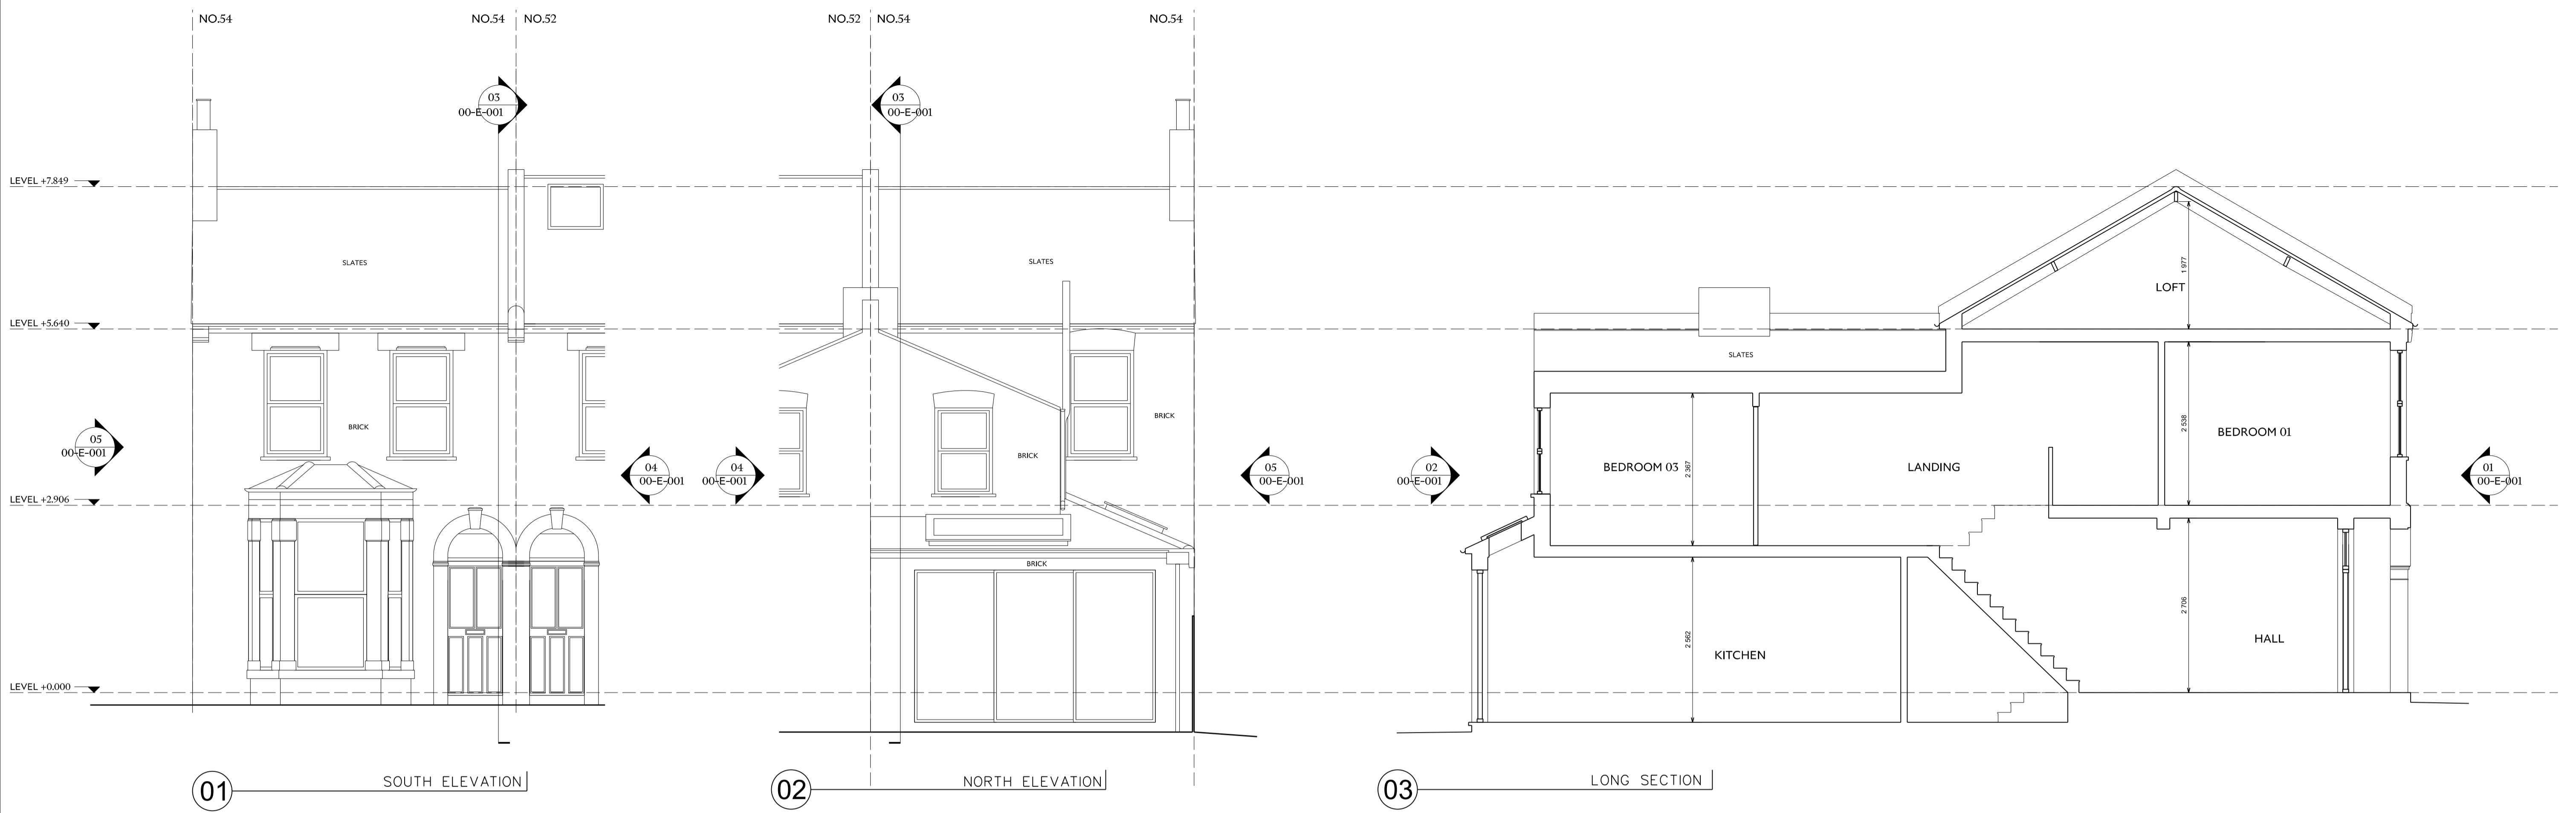 NO.54
NO.54
NO.52
NO.52
NO.54
NO.54
03
00-E-001
03
00-E-001
LEVEL +7.849
SLATES
SLATES
1 977
LOFT
LEVEL +5.640
SLATES
BRICK
BRICK
BRICK
2 538
BEDROOM 01
05
00-E-001
04
00-E-001
04
00-E-001
05
00-E-001
02
00-E-001
BEDROOM 03
2 367
LANDING
01
00-E-001
LEVEL +2.906
BRICK
2 562
KITCHEN
2 706
HALL
LEVEL +0.000
01
SOUTH ELEVATION
02
NORTH ELEVATION
03
LONG SECTION